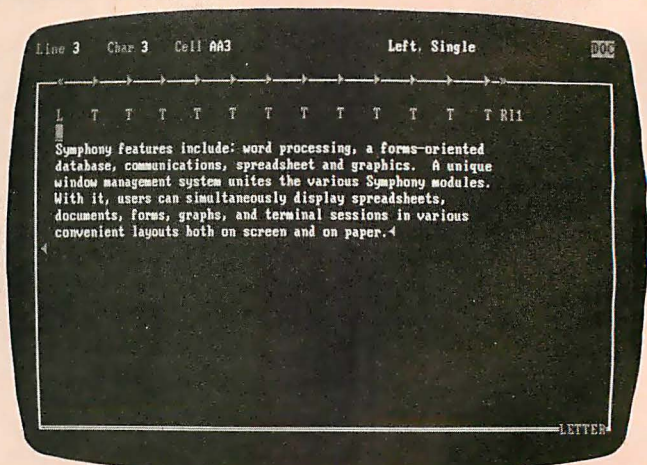 Line 3 Char 3 Cell AA3 Left, Single DOC
L T T T T T T T T T T T T Rl1
Symphony features include: word processing, a forms-oriented
database, communications, spreadsheet and graphics. A unique
window management system unites the various Symphony modules.
With it, users can simultaneously display spreadsheets,
documents, forms, graphs, and terminal sessions in various
convenient layouts both on screen and on paper.
LETTER